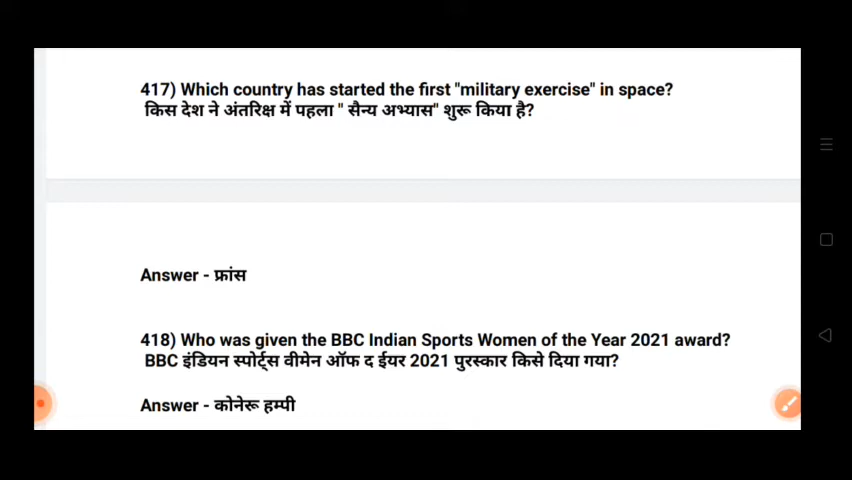 417) Which country has started the first "military exercise" in space?
किस देश ने अंतरिक्ष में पहला " सैन्य अभ्यास" शुरू किया है?
Answer - फ्रांस
418) Who was given the BBC Indian Sports Women of the Year 2021 award?
BBC इंडियन स्पोर्ट्स वीमेन ऑफ द ईयर 2021 पुरस्कार किसे दिया गया?
Answer - कोनेरू हम्पी